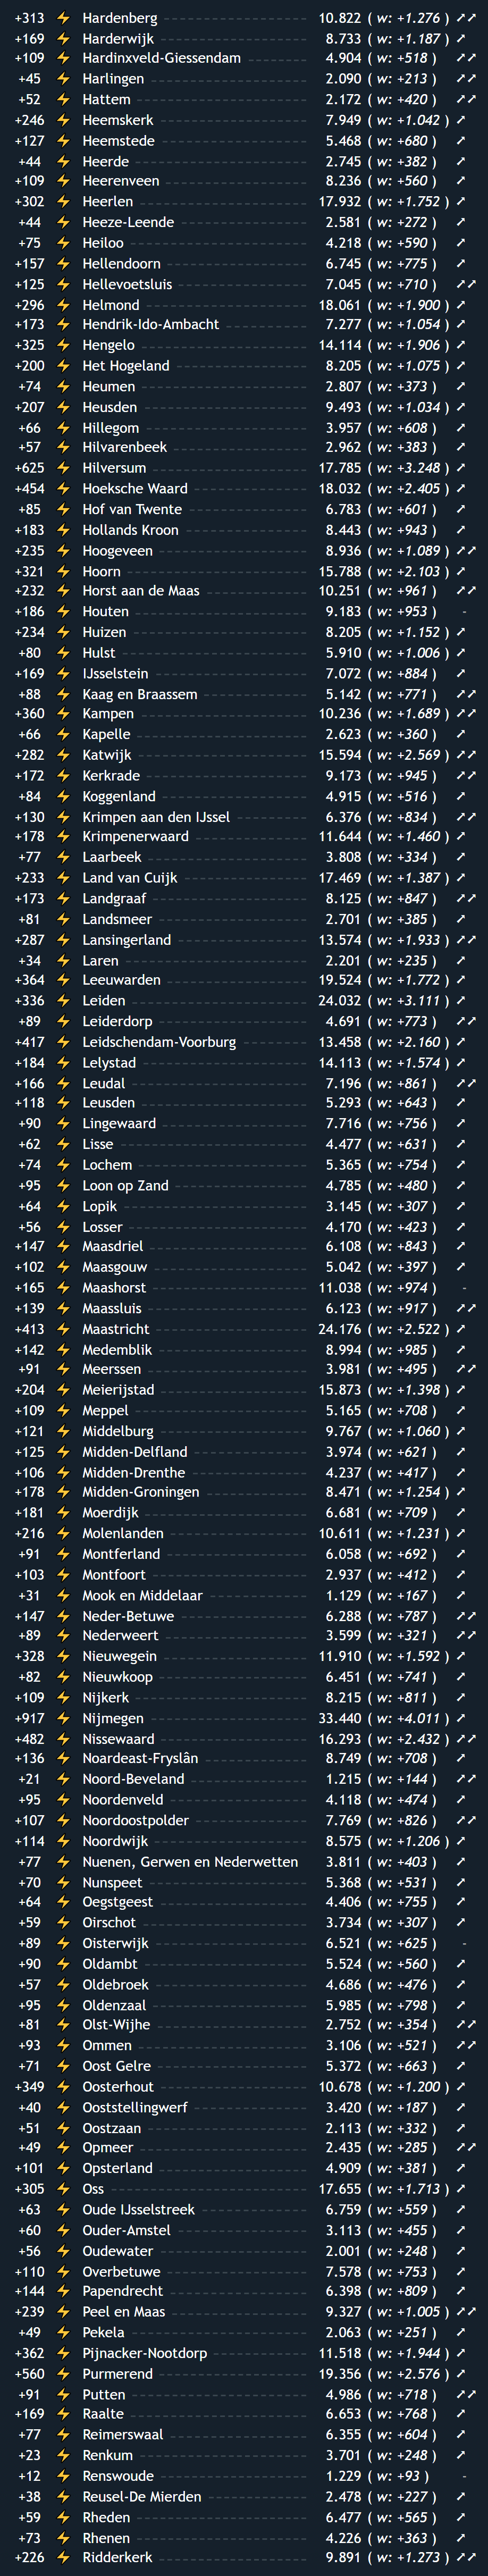 +313 ⚡ Hardenberg 10.822 ( w: +1.276 ) ↗↗
+169 ⚡ Harderwijk 8.733 ( w: +1.187 ) ↗
+109 ⚡ Hardinxveld-Giessendam 4.904 ( w: +518 ) ↗↗
+45 ⚡ Harlingen 2.090 ( w: +213 ) ↗↗
+52 ⚡ Hattem 2.172 ( w: +420 ) ↗↗
+246 ⚡ Heemskerk 7.949 ( w: +1.042 ) ↗
+127 ⚡ Heemstede 5.468 ( w: +680 ) ↗
+44 ⚡ Heerde 2.745 ( w: +382 ) ↗
+109 ⚡ Heerenveen 8.236 ( w: +560 ) ↗
+302 ⚡ Heerlen 17.932 ( w: +1.752 ) ↗
+44 ⚡ Heeze-Leende 2.581 ( w: +272 ) ↗
+75 ⚡ Heiloo 4.218 ( w: +590 ) ↗
+157 ⚡ Hellendoorn 6.745 ( w: +775 ) ↗
+125 ⚡ Hellevoetsluis 7.045 ( w: +710 ) ↗↗
+296 ⚡ Helmond 18.061 ( w: +1.900 ) ↗
+173 ⚡ Hendrik-Ido-Ambacht 7.277 ( w: +1.054 ) ↗
+325 ⚡ Hengelo 14.114 ( w: +1.906 ) ↗
+200 ⚡ Het Hogeland 8.205 ( w: +1.075 ) ↗
+74 ⚡ Heumen 2.807 ( w: +373 ) ↗
+207 ⚡ Heusden 9.493 ( w: +1.034 ) ↗
+66 ⚡ Hillegom 3.957 ( w: +608 ) ↗
+57 ⚡ Hilvarenbeek 2.962 ( w: +383 ) ↗
+625 ⚡ Hilversum 17.785 ( w: +3.248 ) ↗
+454 ⚡ Hoeksche Waard 18.032 ( w: +2.405 ) ↗
+85 ⚡ Hof van Twente 6.783 ( w: +601 ) ↗
+183 ⚡ Hollands Kroon 8.443 ( w: +943 ) ↗
+235 ⚡ Hoogeveen 8.936 ( w: +1.089 ) ↗↗
+321 ⚡ Hoorn 15.788 ( w: +2.103 ) ↗
+232 ⚡ Horst aan de Maas 10.251 ( w: +961 ) ↗↗
+186 ⚡ Houten 9.183 ( w: +953 ) -
+234 ⚡ Huizen 8.205 ( w: +1.152 ) ↗
+80 ⚡ Hulst 5.910 ( w: +1.006 ) ↗
+169 ⚡ IJsselstein 7.072 ( w: +884 ) ↗
+88 ⚡ Kaag en Braassem 5.142 ( w: +771 ) ↗↗
+360 ⚡ Kampen 10.236 ( w: +1.689 ) ↗↗
+66 ⚡ Kapelle 2.623 ( w: +360 ) ↗
+282 ⚡ Katwijk 15.594 ( w: +2.569 ) ↗↗
+172 ⚡ Kerkrade 9.173 ( w: +945 ) ↗↗
+84 ⚡ Koggenland 4.915 ( w: +516 ) ↗
+130 ⚡ Krimpen aan den IJssel 6.376 ( w: +834 ) ↗↗
+178 ⚡ Krimpenerwaard 11.644 ( w: +1.460 ) ↗
+77 ⚡ Laarbeek 3.808 ( w: +334 ) ↗
+233 ⚡ Land van Cuijk 17.469 ( w: +1.387 ) ↗
+173 ⚡ Landgraaf 8.125 ( w: +847 ) ↗↗
+81 ⚡ Landsmeer 2.701 ( w: +385 ) ↗
+287 ⚡ Lansingerland 13.574 ( w: +1.933 ) ↗↗
+34 ⚡ Laren 2.201 ( w: +235 ) ↗
+364 ⚡ Leeuwarden 19.524 ( w: +1.772 ) ↗
+336 ⚡ Leiden 24.032 ( w: +3.111 ) ↗
+89 ⚡ Leiderdorp 4.691 ( w: +773 ) ↗↗
+417 ⚡ Leidschendam-Voorburg 13.458 ( w: +2.160 ) ↗
+184 ⚡ Lelystad 14.113 ( w: +1.574 ) ↗
+166 ⚡ Leudal 7.196 ( w: +861 ) ↗↗
+118 ⚡ Leusden 5.293 ( w: +643 ) ↗
+90 ⚡ Lingewaard 7.716 ( w: +756 ) ↗
+62 ⚡ Lisse 4.477 ( w: +631 ) ↗
+74 ⚡ Lochem 5.365 ( w: +754 ) ↗
+95 ⚡ Loon op Zand 4.785 ( w: +480 ) ↗
+64 ⚡ Lopik 3.145 ( w: +307 ) ↗
+56 ⚡ Losser 4.170 ( w: +423 ) ↗
+147 ⚡ Maasdriel 6.108 ( w: +843 ) ↗
+102 ⚡ Maasgouw 5.042 ( w: +397 ) ↗
+165 ⚡ Maashorst 11.038 ( w: +974 ) -
+139 ⚡ Maassluis 6.123 ( w: +917 ) ↗↗
+413 ⚡ Maastricht 24.176 ( w: +2.522 ) ↗
+142 ⚡ Medemblik 8.994 ( w: +985 ) ↗
+91 ⚡ Meerssen 3.981 ( w: +495 ) ↗↗
+204 ⚡ Meierijstad 15.873 ( w: +1.398 ) ↗
+109 ⚡ Meppel 5.165 ( w: +708 ) ↗
+121 ⚡ Middelburg 9.767 ( w: +1.060 ) ↗
+125 ⚡ Midden-Delfland 3.974 ( w: +621 ) ↗
+106 ⚡ Midden-Drenthe 4.237 ( w: +417 ) ↗
+178 ⚡ Midden-Groningen 8.471 ( w: +1.254 ) ↗
+181 ⚡ Moerdijk 6.681 ( w: +709 ) ↗
+216 ⚡ Molenlanden 10.611 ( w: +1.231 ) ↗
+91 ⚡ Montferland 6.058 ( w: +692 ) ↗
+103 ⚡ Montfoort 2.937 ( w: +412 ) ↗
+31 ⚡ Mook en Middelaar 1.129 ( w: +167 ) ↗
+147 ⚡ Neder-Betuwe 6.288 ( w: +787 ) ↗↗
+89 ⚡ Nederweert 3.599 ( w: +321 ) ↗↗
+328 ⚡ Nieuwegein 11.910 ( w: +1.592 ) ↗
+82 ⚡ Nieuwkoop 6.451 ( w: +741 ) ↗
+109 ⚡ Nijkerk 8.215 ( w: +811 ) ↗
+917 ⚡ Nijmegen 33.440 ( w: +4.011 ) ↗
+482 ⚡ Nissewaard 16.293 ( w: +2.432 ) ↗↗
+136 ⚡ Noardeast-Fryslân 8.749 ( w: +708 ) ↗
+21 ⚡ Noord-Beveland 1.215 ( w: +144 ) ↗↗
+95 ⚡ Noordenveld 4.118 ( w: +474 ) ↗
+107 ⚡ Noordoostpolder 7.769 ( w: +826 ) ↗↗
+114 ⚡ Noordwijk 8.575 ( w: +1.206 ) ↗
+77 ⚡ Nuenen, Gerwen en Nederwetten 3.811 ( w: +403 ) ↗
+70 ⚡ Nunspeet 5.368 ( w: +531 ) ↗
+64 ⚡ Oegstgeest 4.406 ( w: +755 ) ↗
+59 ⚡ Oirschot 3.734 ( w: +307 ) ↗
+89 ⚡ Oisterwijk 6.521 ( w: +625 ) -
+90 ⚡ Oldambt 5.524 ( w: +560 ) ↗
+57 ⚡ Oldebroek 4.686 ( w: +476 ) ↗
+95 ⚡ Oldenzaal 5.985 ( w: +798 ) ↗
+81 ⚡ Olst-Wijhe 2.752 ( w: +354 ) ↗↗
+93 ⚡ Ommen 3.106 ( w: +521 ) ↗↗
+71 ⚡ Oost Gelre 5.372 ( w: +663 ) ↗
+349 ⚡ Oosterhout 10.678 ( w: +1.200 ) ↗
+40 ⚡ Ooststellingwerf 3.420 ( w: +187 ) ↗
+51 ⚡ Oostzaan 2.113 ( w: +332 ) ↗
+49 ⚡ Opmeer 2.435 ( w: +285 ) ↗↗
+101 ⚡ Opsterland 4.909 ( w: +381 ) ↗
+305 ⚡ Oss 17.655 ( w: +1.713 ) ↗
+63 ⚡ Oude IJsselstreek 6.759 ( w: +559 ) ↗
+60 ⚡ Ouder-Amstel 3.113 ( w: +455 ) ↗
+56 ⚡ Oudewater 2.001 ( w: +248 ) ↗
+110 ⚡ Overbetuwe 7.578 ( w: +753 ) ↗
+144 ⚡ Papendrecht 6.398 ( w: +809 ) ↗
+239 ⚡ Peel en Maas 9.327 ( w: +1.005 ) ↗↗
+49 ⚡ Pekela 2.063 ( w: +251 ) ↗
+362 ⚡ Pijnacker-Nootdorp 11.518 ( w: +1.944 ) ↗
+560 ⚡ Purmerend 19.356 ( w: +2.576 ) ↗
+91 ⚡ Putten 4.986 ( w: +718 ) ↗↗
+169 ⚡ Raalte 6.653 ( w: +768 ) ↗
+77 ⚡ Reimerswaal 6.355 ( w: +604 ) ↗
+23 ⚡ Renkum 3.701 ( w: +248 ) ↗
+12 ⚡ Renswoude 1.229 ( w: +93 ) -
+38 ⚡ Reusel-De Mierden 2.478 ( w: +227 ) ↗
+59 ⚡ Rheden 6.477 ( w: +565 ) ↗
+73 ⚡ Rhenen 4.226 ( w: +363 ) ↗
+226 ⚡ Ridderkerk 9.891 ( w: +1.273 ) ↗↗